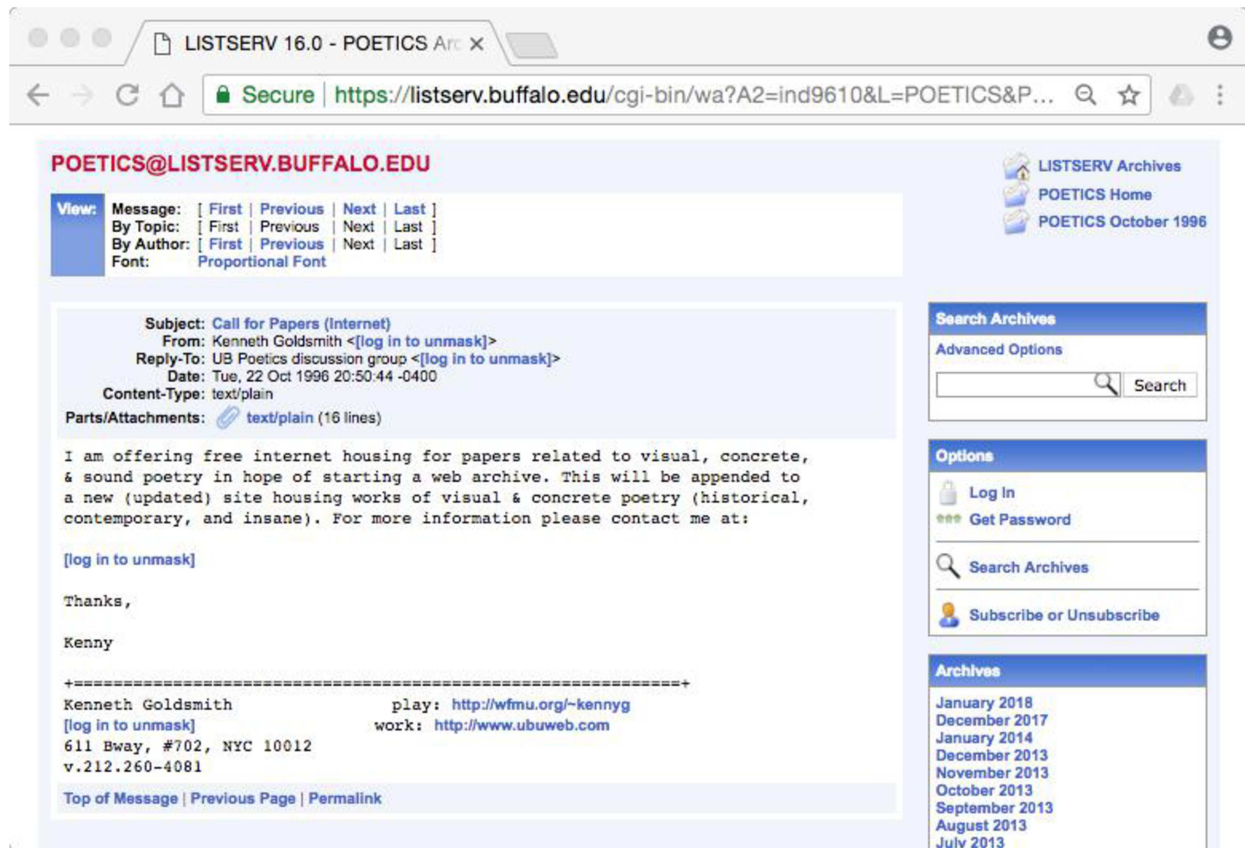 LISTSERV 16.0 - POETICS Arc
Secure | https://listserv.buffalo.edu/cgi-bin/wa?A2=ind9610&L=POETICS&P...
POETICS@LISTSERV.BUFFALO.EDU
LISTSERV Archives
POETICS Home
POETICS October 1996
View:
Message: [ First | Previous | Next | Last ]
By Topic: [ First | Previous | Next | Last ]
By Author: [ First | Previous | Next | Last ]
Font: Proportional Font
Subject: Call for Papers (Internet)
From: Kenneth Goldsmith <[log in to unmask]>
Reply-To: UB Poetics discussion group <[log in to unmask]>
Date: Tue, 22 Oct 1996 20:50:44 -0400
Content-Type: text/plain
Parts/Attachments: text/plain (16 lines)
I am offering free internet housing for papers related to visual, concrete,
& sound poetry in hope of starting a web archive. This will be appended to
a new (updated) site housing works of visual & concrete poetry (historical,
contemporary, and insane). For more information please contact me at:
[log in to unmask]
Thanks,
Kenny
+=============================================================+
Kenneth Goldsmith play: http://wfmu.org/~kennyg
[log in to unmask] work: http://www.ubuweb.com
611 Bway, #702, NYC 10012
v.212.260-4081
Top of Message | Previous Page | Permalink
Search Archives
Advanced Options
Search
Options
Log In
Get Password
Search Archives
Subscribe or Unsubscribe
Archives
January 2018
December 2017
January 2014
December 2013
November 2013
October 2013
September 2013
August 2013
July 2013